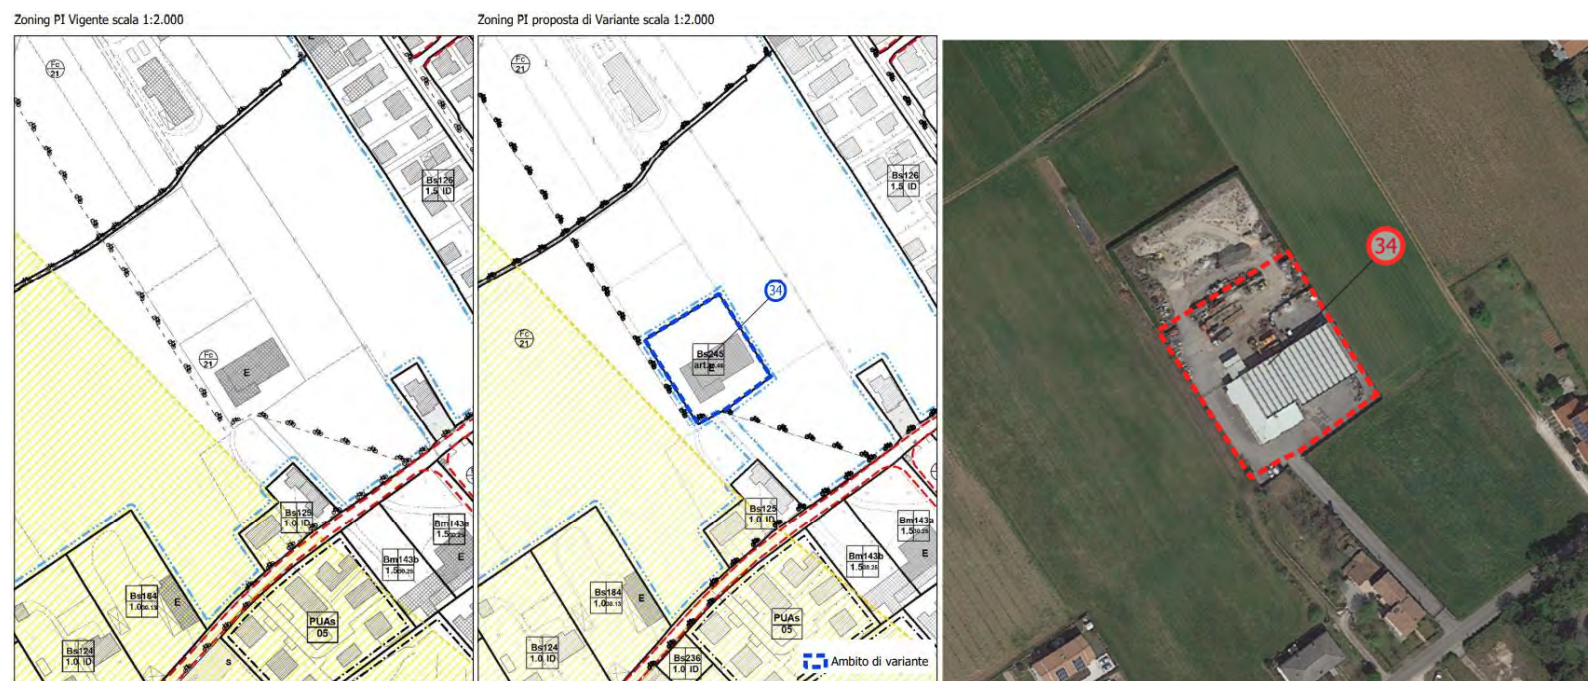 Zoning PI Vigente scala 1:2.000
Fc
21
E
Bs126
1.5 ID
Fc
21
E
Bs125
1.0 ID
Bm143a
Bm143b
E
Bs184
E
PUAs
05
Bs124
1.0 ID
S
Zoning PI proposta di Variante scala 1:2.000
Fc
21
Bs126
1.5 ID
34
Fc
21
Bs245
E
Bs125
1.0 ID
Bm143a
Bm143b
E
Bs184
E
PUAs
05
Bs124
1.0 ID
Bs236
1.0 ID
Ambito di variante
34